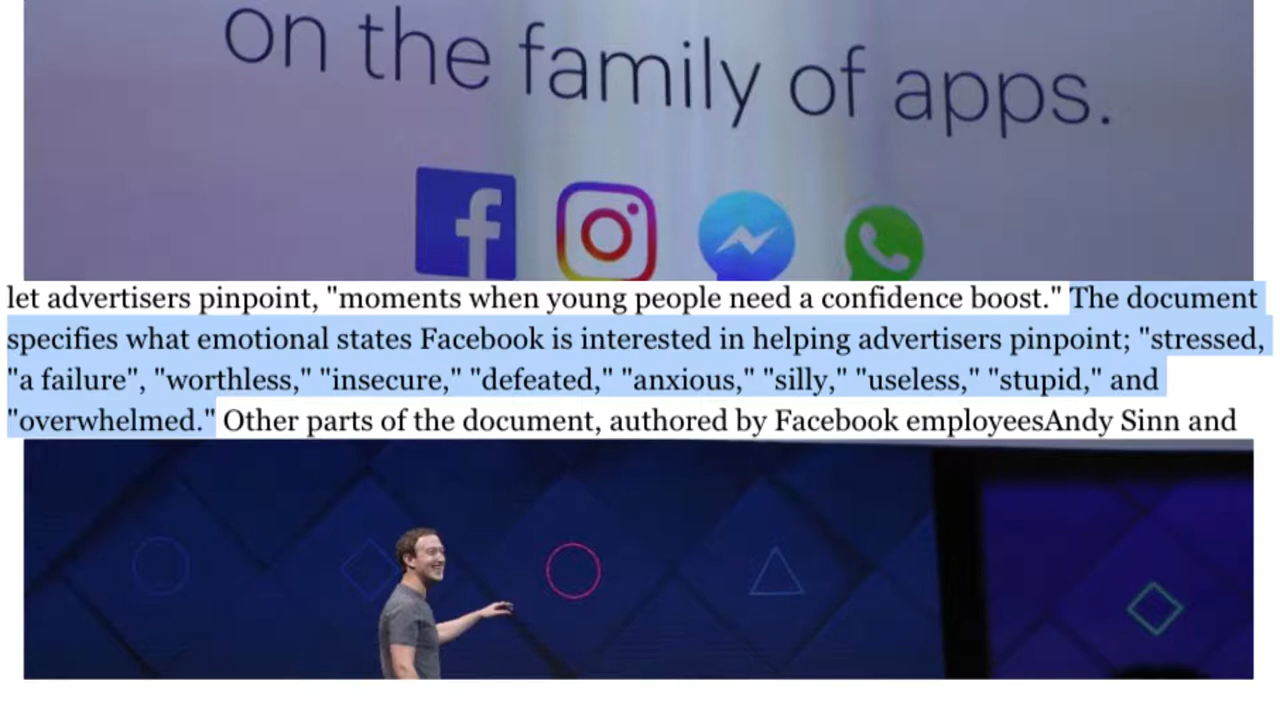 on the family of apps.
f
let advertisers pinpoint, "moments when young people need a confidence boost." The document
specifies what emotional states Facebook is interested in helping advertisers pinpoint; "stressed,
"a failure", "worthless," "insecure," "defeated," "anxious," "silly," "useless," "stupid," and
"overwhelmed." Other parts of the document, authored by Facebook employeesAndy Sinn and